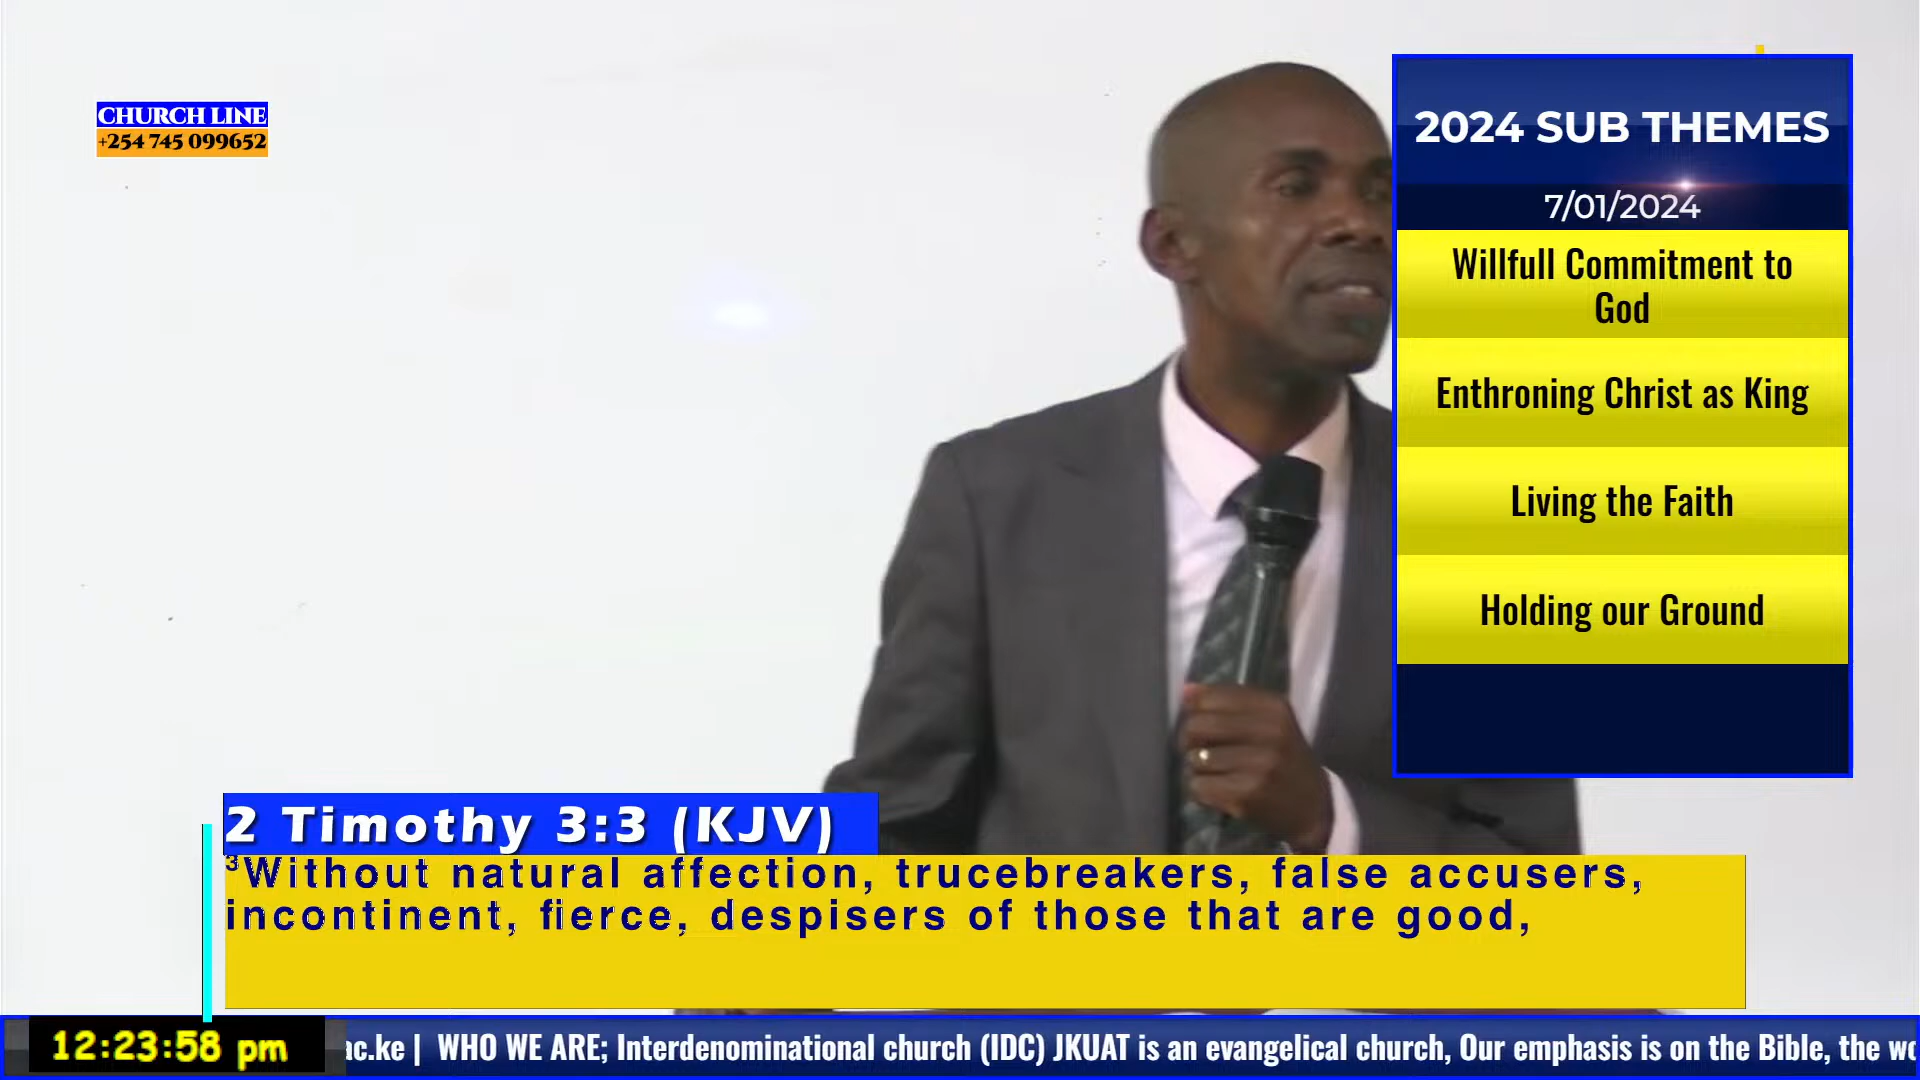 CHURCH LINE
+254 745 099652
2024 SUB THEMES
7/01/2024
Willfull Commitment to
God
Enthroning Christ as King
Living the Faith
Holding our Ground
2 Timothy 3:3 (KJV)
³Without natural affection, trucebreakers, false accusers,
incontinent, fierce, despisers of those that are good,
12:23:58 pm
ac.ke | WHO WE ARE; Interdenominational church (IDC) JKUAT is an evangelical church, Our emphasis is on the Bible, the